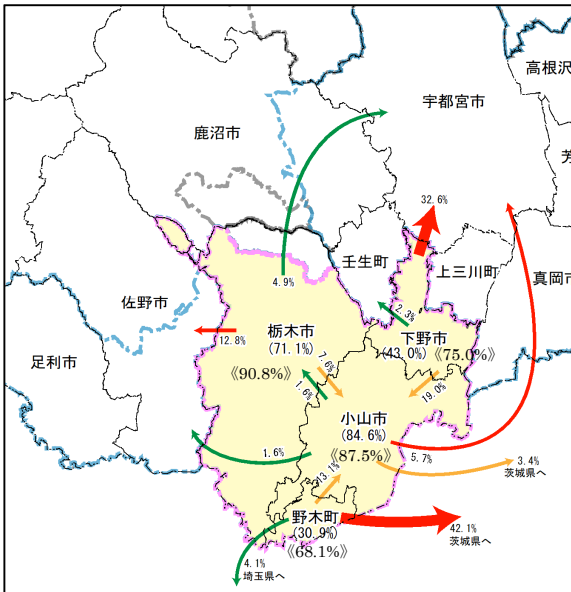 高根沢
宇都宮市
鹿沼市
芳
32.6%
壬生町
上三川町
真岡市
4.9%
佐野市
2.3%
栃木市
(71.1%)
下野市
(43.0%)
《75.0%》
12.8%
足利市
7.6%
《90.8%》
1.6%
19.0%
小山市
(84.6%)
《87.5%》
1.6%
5.7%
3.4%
茨城県へ
13.1%
野木町
(30.9%)
《68.1%》
42.1%
茨城県へ
4.1%
埼玉県へ